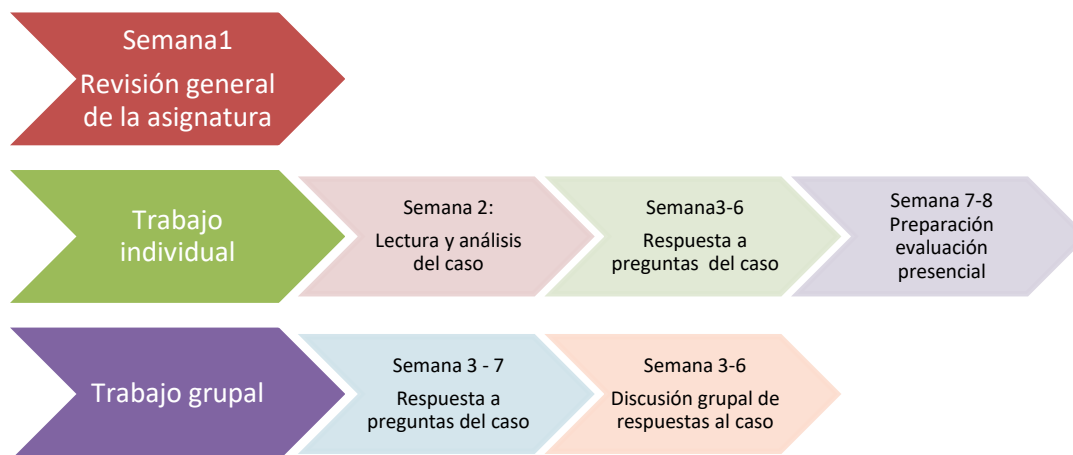 Semana1
Revisión general
de la asignatura
Trabajo
individual
Semana 2:
Lectura y análisis
del caso
Semana3-6
Respuesta a
preguntas del caso
Semana 7-8
Preparación
evaluación
presencial
Trabajo grupal
Semana 3 - 7
Respuesta a
preguntas del caso
Semana 3-6
Discusión grupal de
respuestas al caso